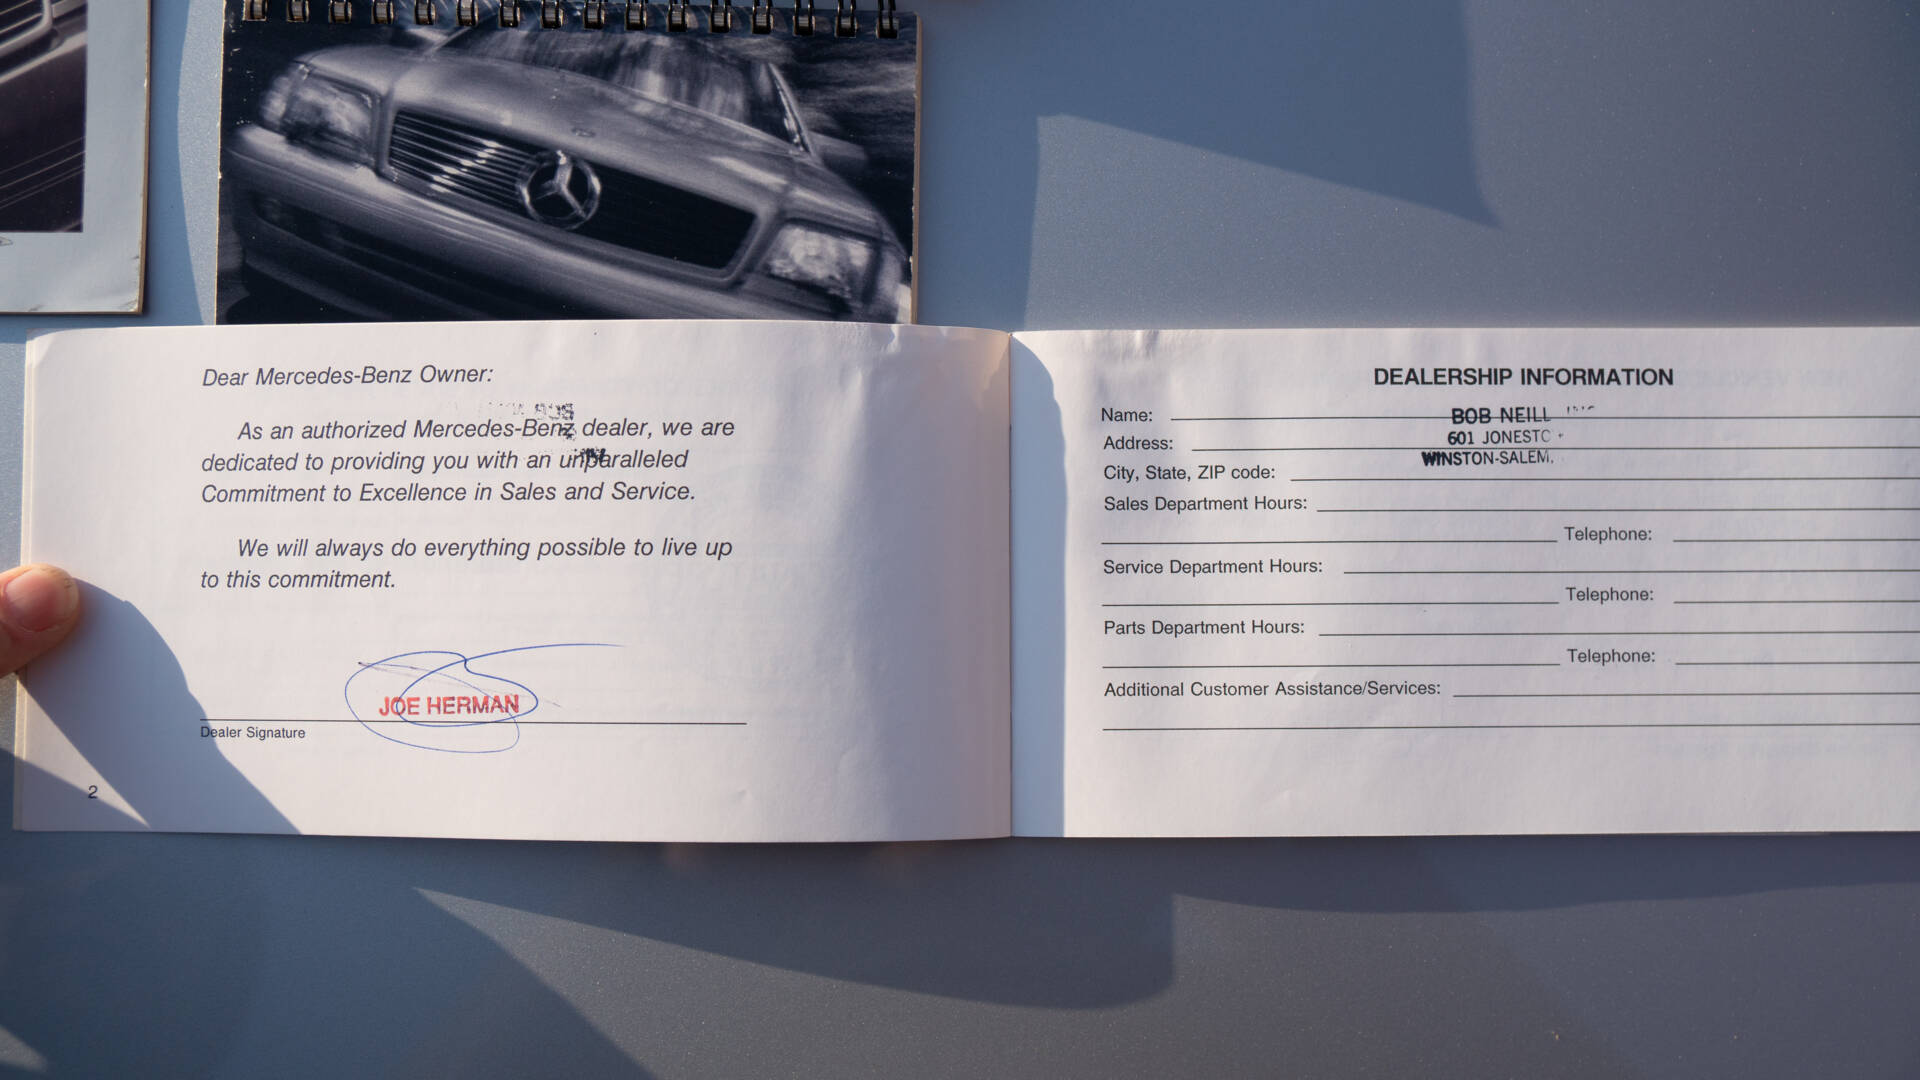 Dear Mercedes-Benz Owner:
As an authorized Mercedes-Benz dealer, we are
dedicated to providing you with an unparalleled
Commitment to Excellence in Sales and Service.
We will always do everything possible to live up
to this commitment.
JOE HERMAN
Dealer Signature
2
DEALERSHIP INFORMATION
Name: BOB NEILL INC
Address: 601 JONESTO
City, State, ZIP code: WINSTON-SALEM,
Sales Department Hours:
Telephone:
Service Department Hours:
Telephone:
Parts Department Hours:
Telephone:
Additional Customer Assistance/Services: